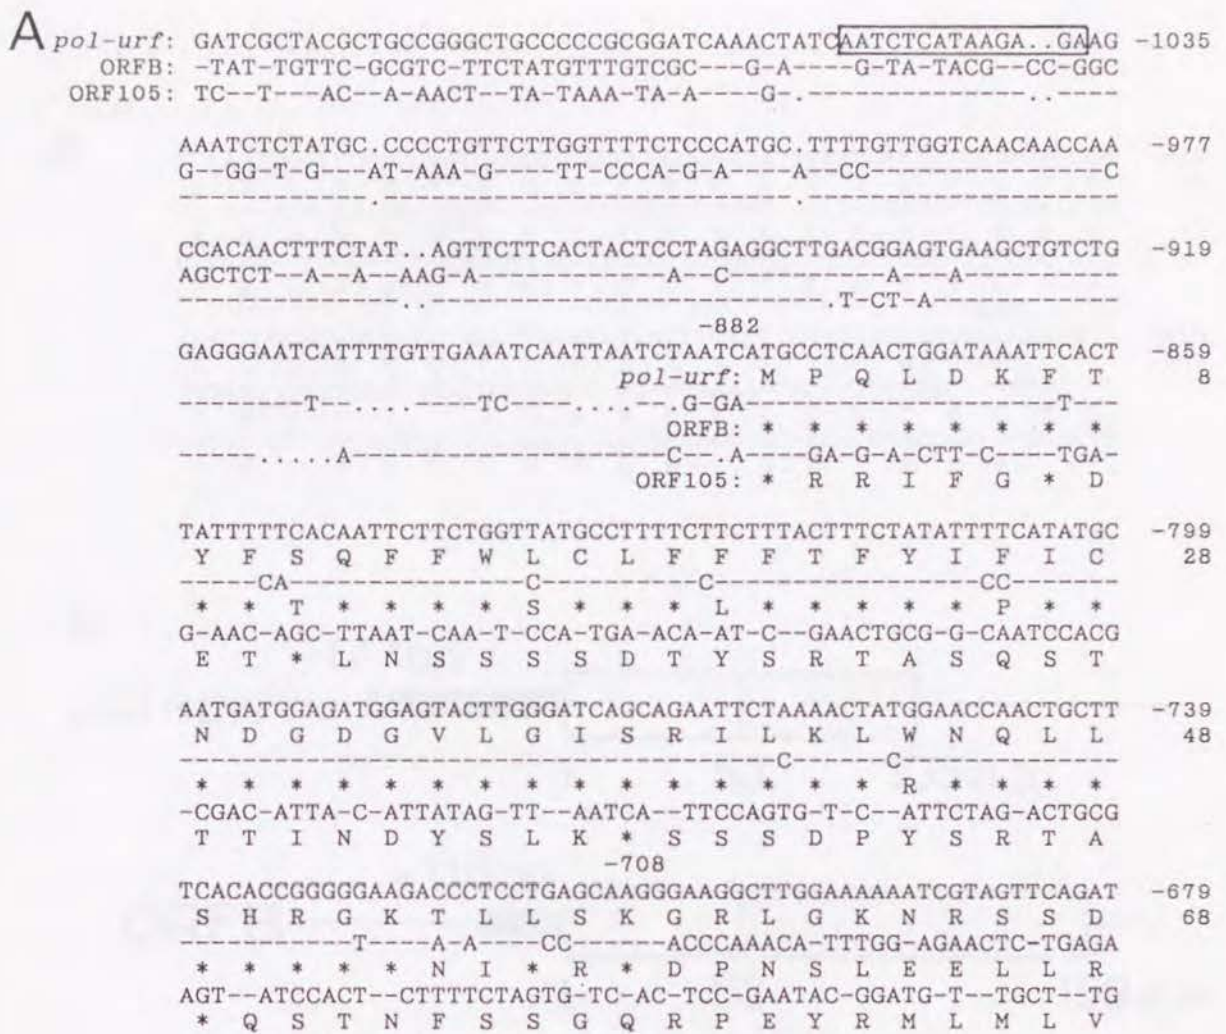 A
pol-urf: GATCGCTACGCTGCCGGGCTGCCCCCGCGGATCAAACTATCAATCTCATAAGA..GAAG -1035
ORFB: -TAT-TGTTC-GCGTC-TTCTATGTTTGTCGC---G-A----G-TA-TACG--CC-GGC
ORF105: TC--T---AC--A-AACT--TA-TAAA-TA-A----G-.--------------..----
AAATCTCTATGC.CCCCTGTTCTTGGTTTTCTCCCATGC.TTTTGTTGGTCAACAACCAA -977
G--GG-T-G---AT-AAA-G----TT-CCCA-G-A----A--CC---------------C
------------.--------------------------.--------------------
CCACAACTTTCTAT..AGTTCTTCACTACTCCTAGAGGCTTGACGGAGTGAAGCTGTCTG -919
AGCTCT--A--A--AAG-A------------A--C----------A---A----------
--------------..--------------------------.T-CT-A-----------
-882
GAGGGAATCATTTTGTTGAAATCAATTAATCTAATCATGCCTCAACTGGATAAATTCACT -859
pol-urf: M P Q L D K F T 8
--------T---....----TC----....--.G-GA--------------------T---
ORFB: * * * * * * * *
-----.....A--------------------C--.A---GA-G-A-CTT-C----TGA-
ORF105: * R R I F G * D
TATTTTTCACAATTCTTCTGGTTATGCCTTTTCTTCTTTACTTTCTATATTTTCATATGC -799
Y F S Q F F W L C L F F F T F Y I F I C 28
-----CA----------------C----------C-----------------CC------
* * T * * * * S * * * L * * * * * P * *
G-AAC-AGC-TTAAT-CAA-T-CCA-TGA-ACA-AT-C--GAACTGCG-G-CAATCCACG
E T * L N S S S S D T Y S R T A S Q S T
AATGATGGAGATGGAGTACTTGGGATCAGCAGAATTCTAAAACTATGGAACCAACTGCTT -739
N D G D G V L G I S R I L K L W N Q L L 48
---------------------------------------C------C-------------
* * * * * * * * * * * * * * * R * * * *
-CGAC-ATTA-C-ATTATAG-TT--AATCA--TTCCAGTG-T-C--ATTCTAG-ACTGCG
T T I N D Y S L K * S S S D P Y S R T A
-708
TCACACCGGGGGAAGACCCTCCTGAGCAAGGGAAGGCTTGGAAAAAATCGTAGTTCAGAT -679
S H R G K T L L S K G R L G K N R S S D 68
-----------T----A-A----CC------ACCCAAACA-TTTGG-AGAACTC-TGAGA
* * * * * N I * R * D P N S L E E L L R
AGT--ATCCACT--CTTTTCTAGTG-TC-AC-TCC-GAATAC-GGATG-T--TGCT--TG
* Q S T N F S S G Q R P E Y R M L M L V